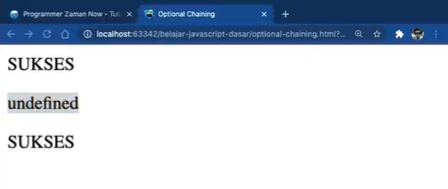 Programmer Zaman Now – Tut
Optional Chaining
localhost:63342/belajar-javascript-dasar/optional-chaining.html?...
SUKSES
undefined
SUKSES